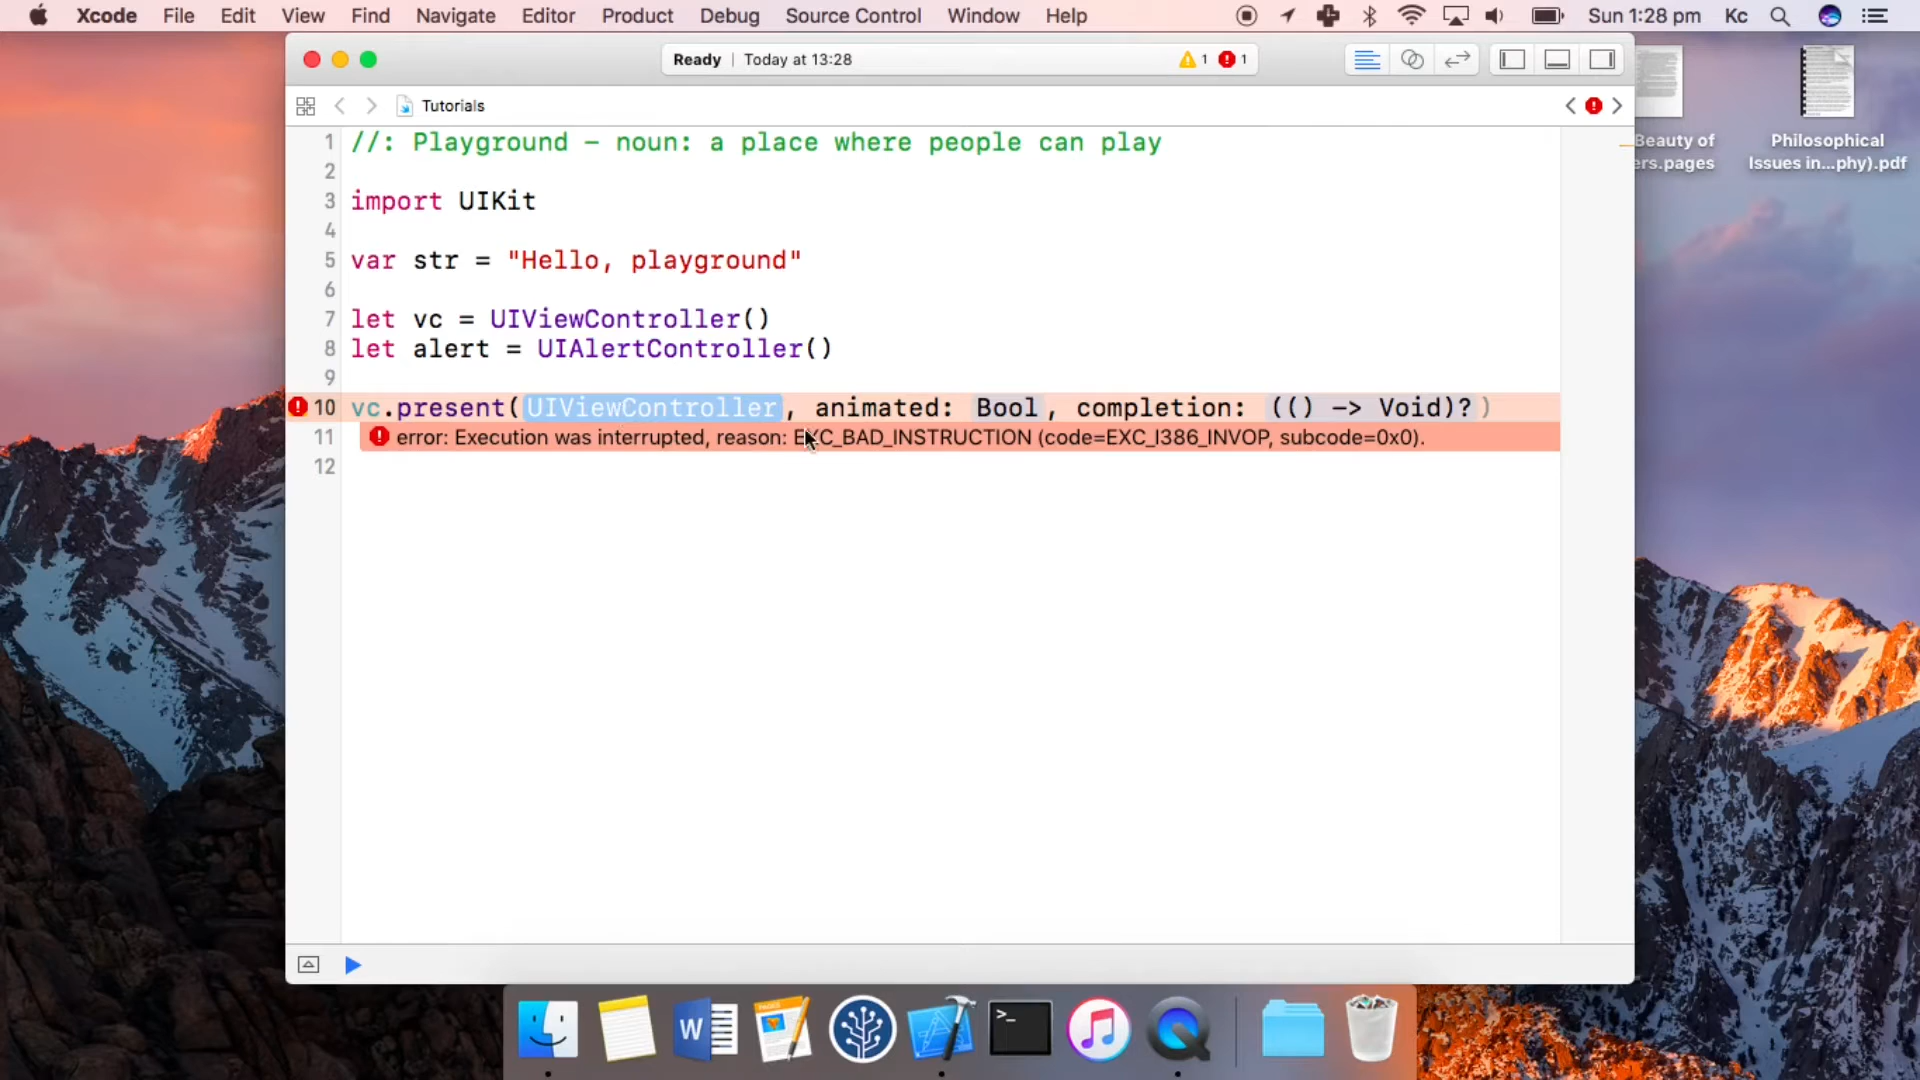 Xcode File Edit View Find Navigate Editor Product Debug Source Control Window Help Sun 1:28 pm Kc
Ready | Today at 13:28 1 1
Tutorials
1 //: Playground – noun: a place where people can play
2
3 import UIKit
4
5 var str = "Hello, playground"
6
7 let vc = UIViewController()
8 let alert = UIAlertController()
9
10 vc.present(UIViewController, animated: Bool, completion: (() -> Void)?)
11 error: Execution was interrupted, reason: EXC_BAD_INSTRUCTION (code=EXC_I386_INVOP, subcode=0x0).
12
Beauty of
ers.pages
Philosophical
Issues in...phy).pdf
W
PAGES
>_